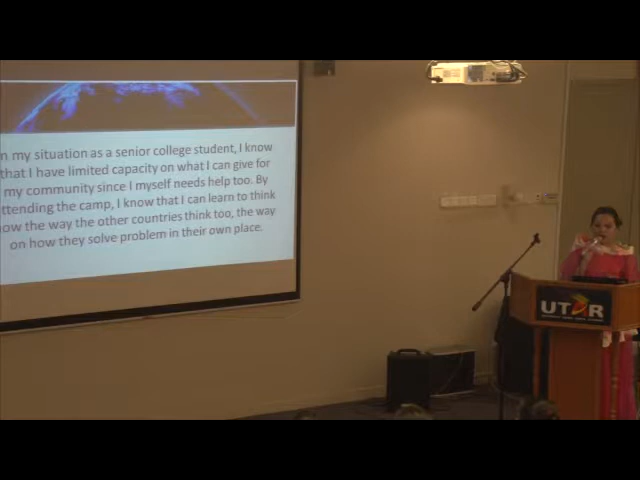 n my situation as a senior college student, I know
that I have limited capacity on what I can give for
my community since I myself needs help too. By
ttending the camp, I know that I can learn to think
how the way the other countries think too, the way
on how they solve problem in their own place.
UTAR